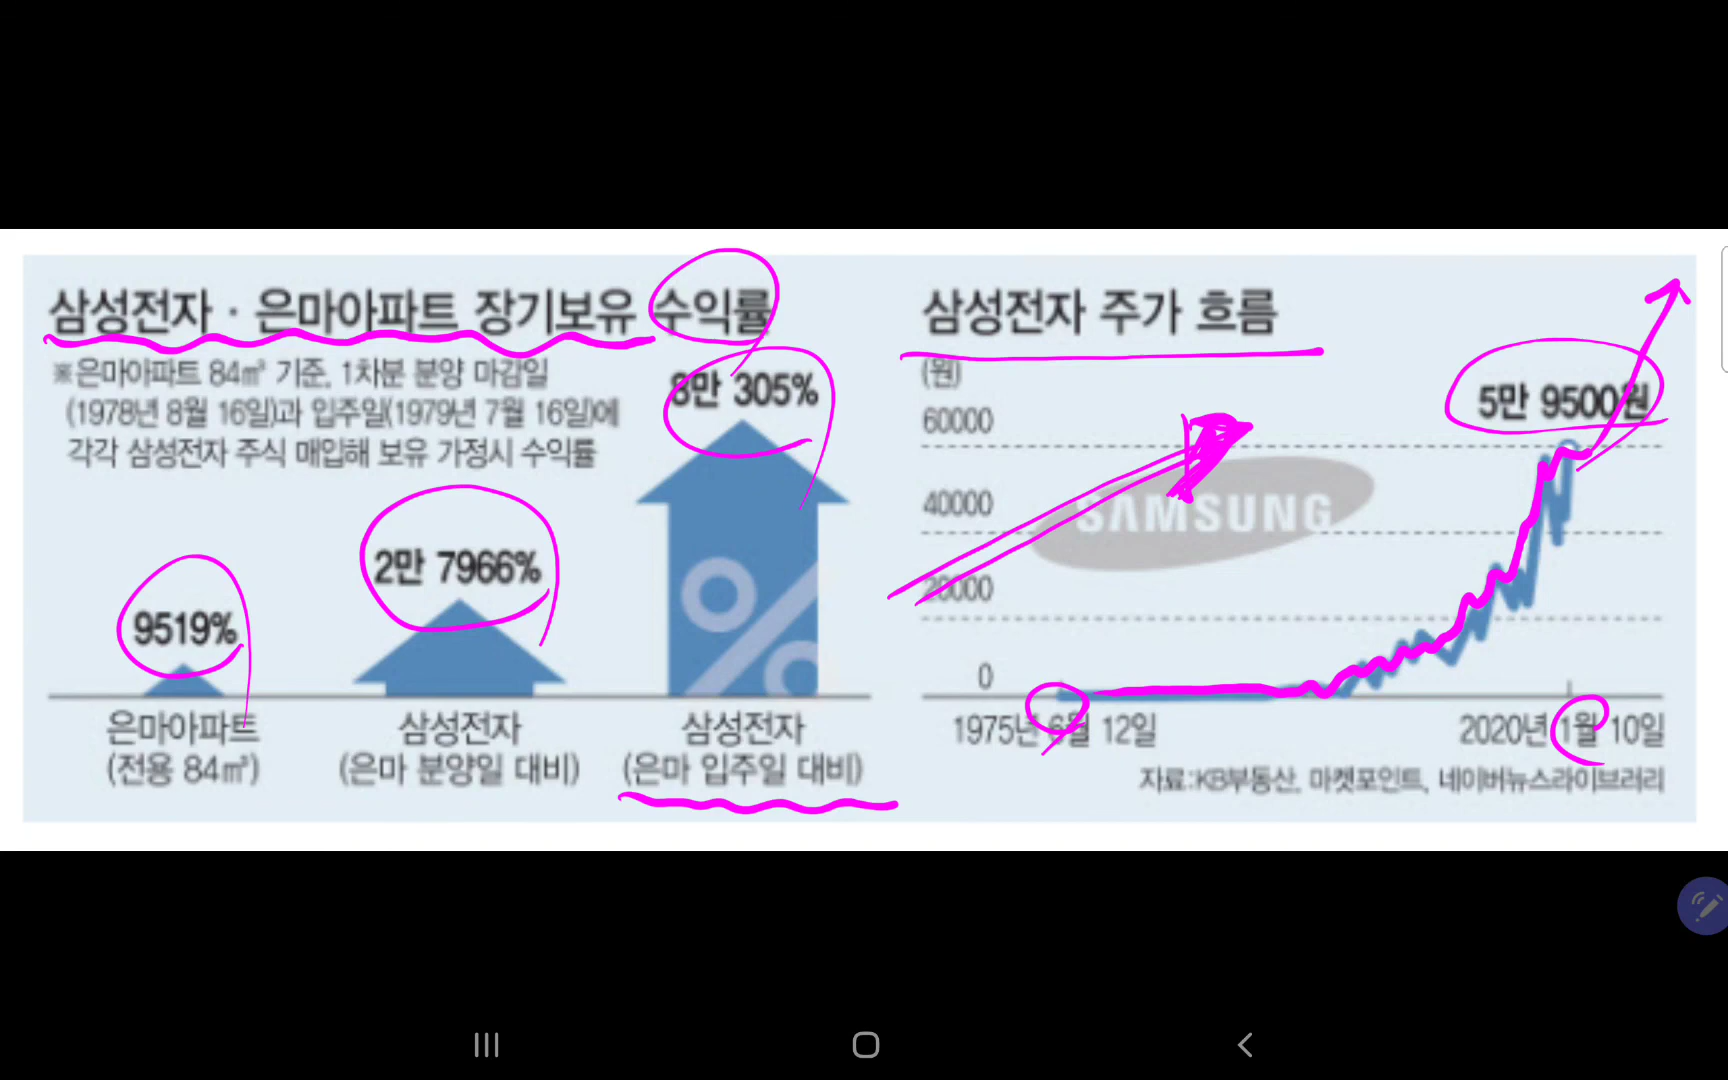 삼성전자 · 은마아파트 장기보유 수익률
※은마아파트 84㎡ 기준, 1차분 분양 마감일
(1978년 8월 16일)과 입주일(1979년 7월 16일)에
각각 삼성전자 주식 매입해 보유 가정시 수익률
9519%
2만 7966%
8만 305%
은마아파트
(전용 84㎡)
삼성전자
(은마 분양일 대비)
삼성전자
(은마 입주일 대비)
삼성전자 주가 흐름
(원)
60000
40000
20000
0
5만 9500원
SAMSUNG
1975년 6월 12일
2020년 1월 10일
자료:KB부동산, 마켓포인트, 네이버뉴스라이브러리